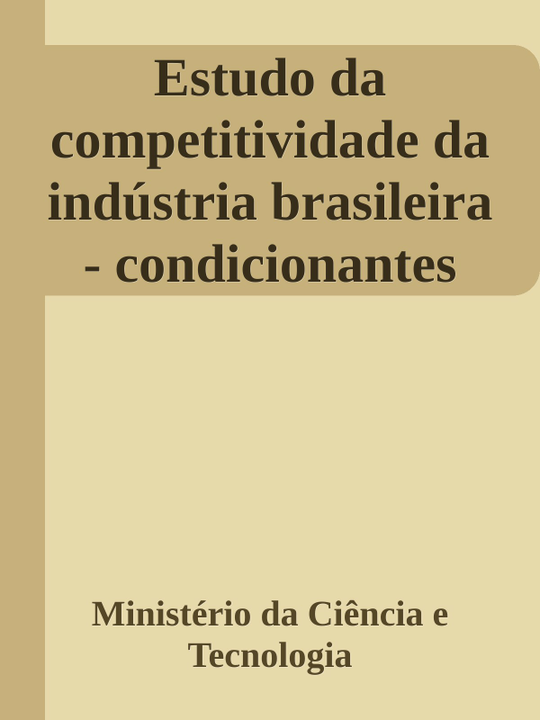 Estudo da
competitividade da
indústria brasileira
- condicionantes
Ministério da Ciência e
Tecnologia